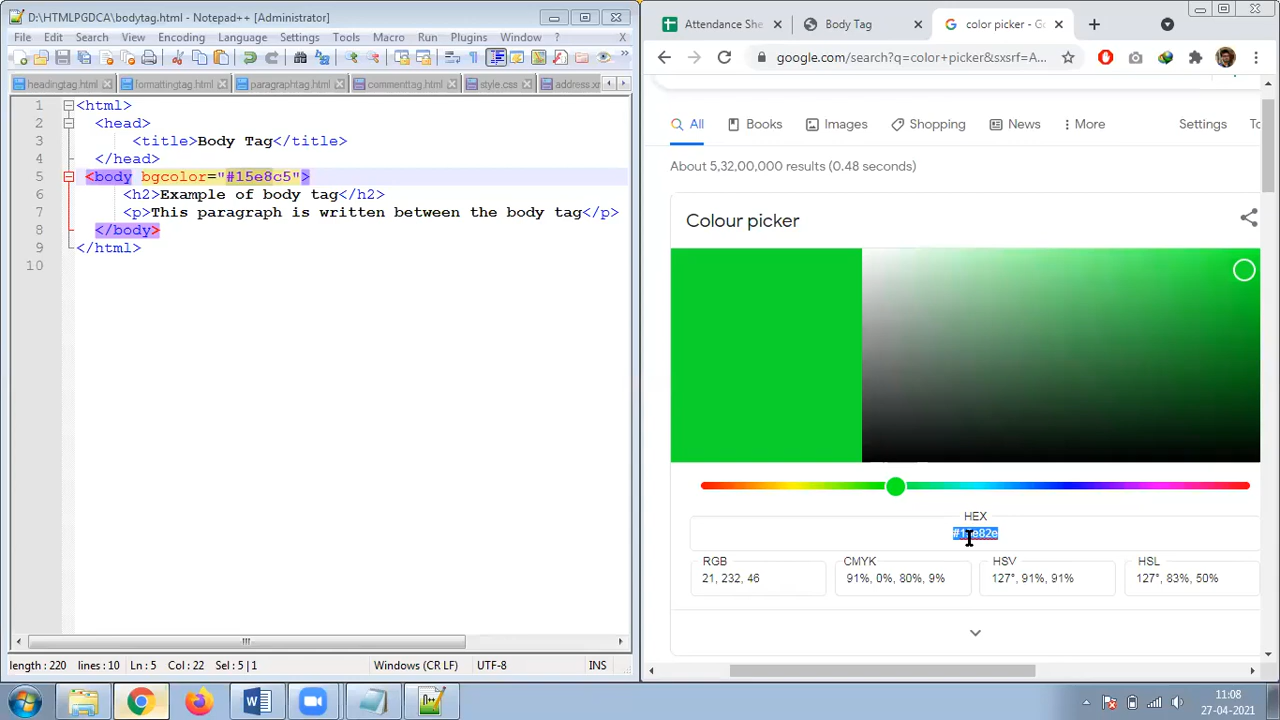 D:\HTMLPGDCA\bodytag.html - Notepad++ [Administrator]
File Edit Search View Encoding Language Settings Tools Macro Run Plugins Window ? X
headingtag.html formattingtag.html paragraphtag.html commenttag.html style.css address.xr
1 <html>
2 <head>
3 <title>Body Tag</title>
4 </head>
5 <body bgcolor="#15e8c5">
6 <h2>Example of body tag</h2>
7 <p>This paragraph is written between the body tag</p>
8 </body>
9 </html>
10
length : 220 lines : 10 Ln : 5 Col : 22 Sel : 5 | 1 Windows (CR LF) UTF-8 INS
Attendance She Body Tag color picker - Go
google.com/search?q=color+picker&sxsrf=A...
All Books Images Shopping News More Settings To
About 5,32,00,000 results (0.48 seconds)
Colour picker
HEX
#15e82e
RGB CMYK HSV HSL
21, 232, 46 91%, 0%, 80%, 9% 127°, 91%, 91% 127°, 83%, 50%
11:08
27-04-2021